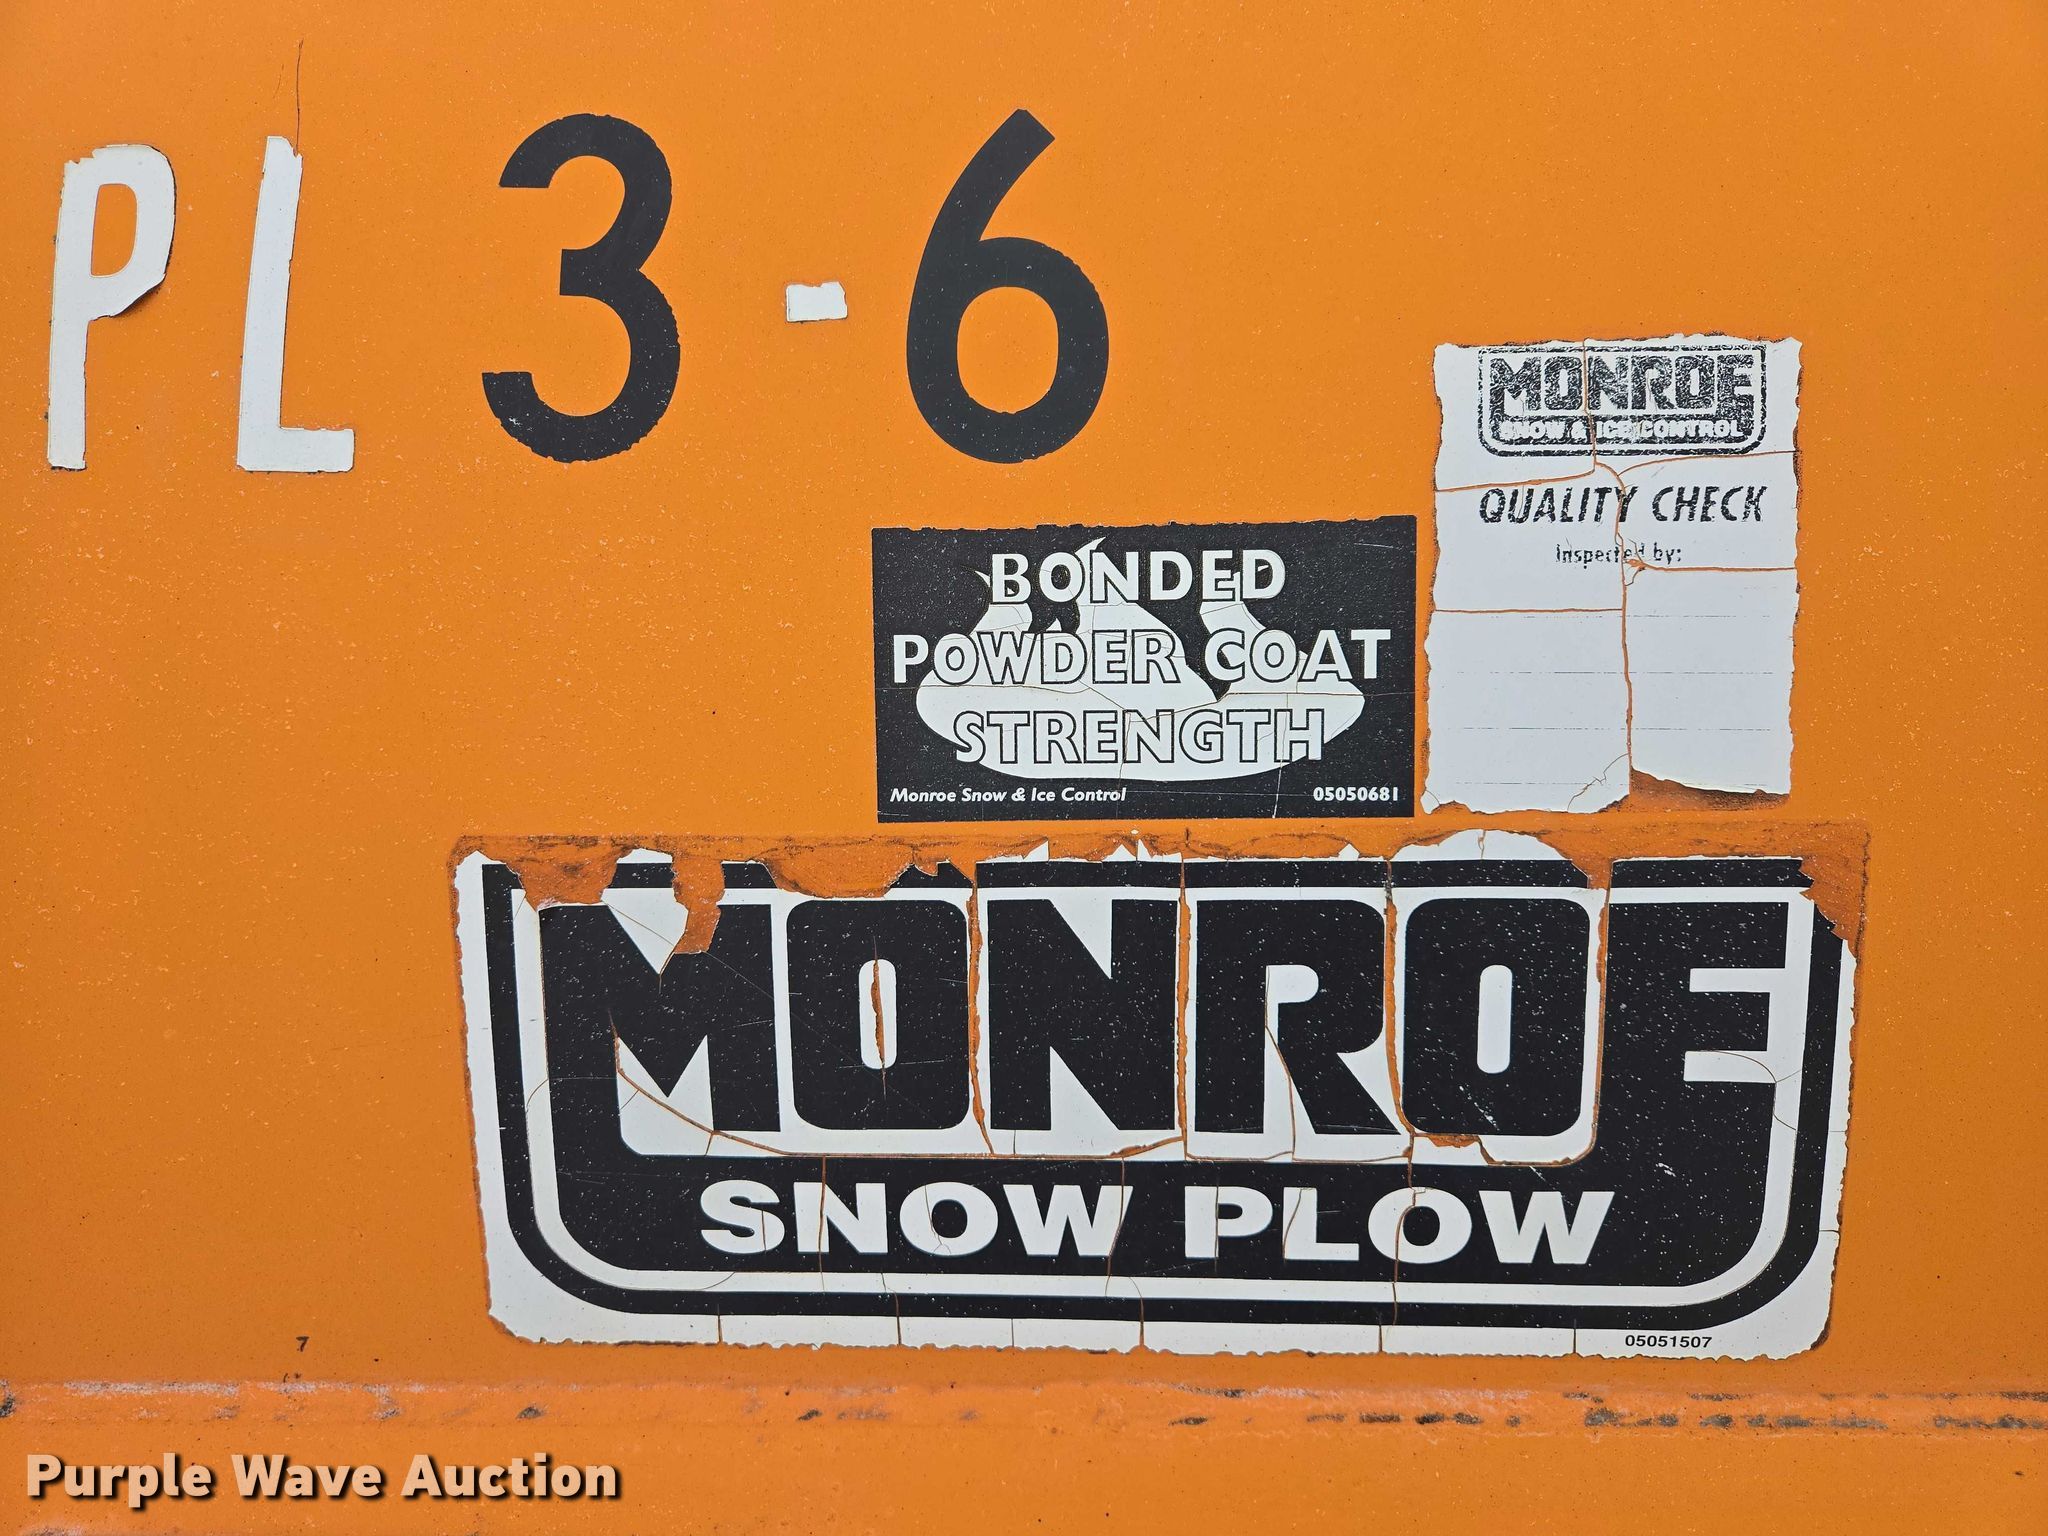 PL 3-6
MONROE
SNOW & ICE CONTROL
QUALITY CHECK
Inspected by:
BONDED
POWDER COAT
STRENGTH
Monroe Snow & Ice Control 05050681
MONROE
SNOW PLOW
05051507
Purple Wave Auction